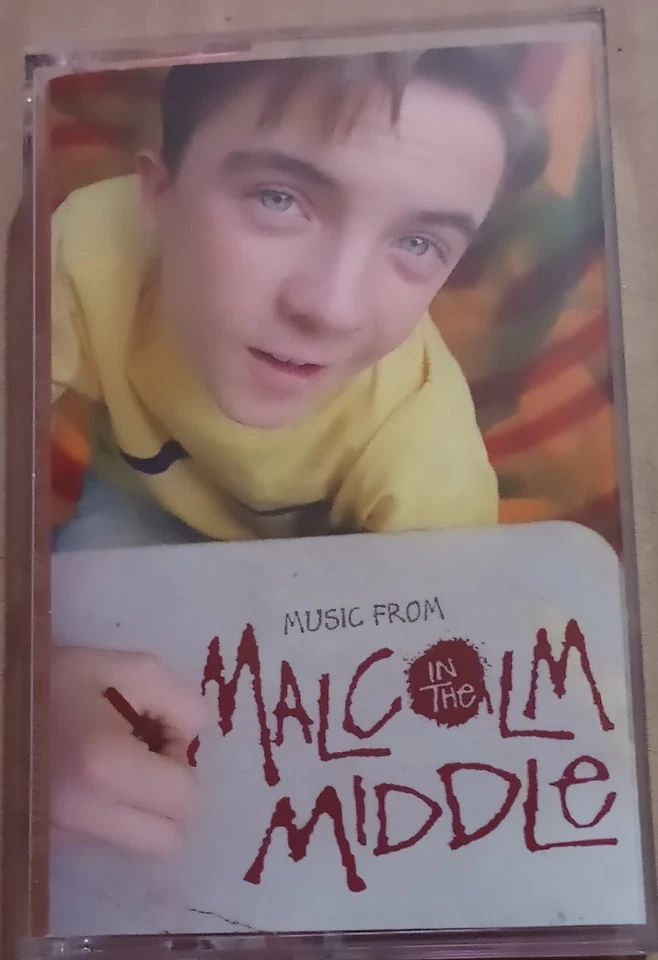 MUSIC FROM
MALCOLM
IN THE
MIDDLE